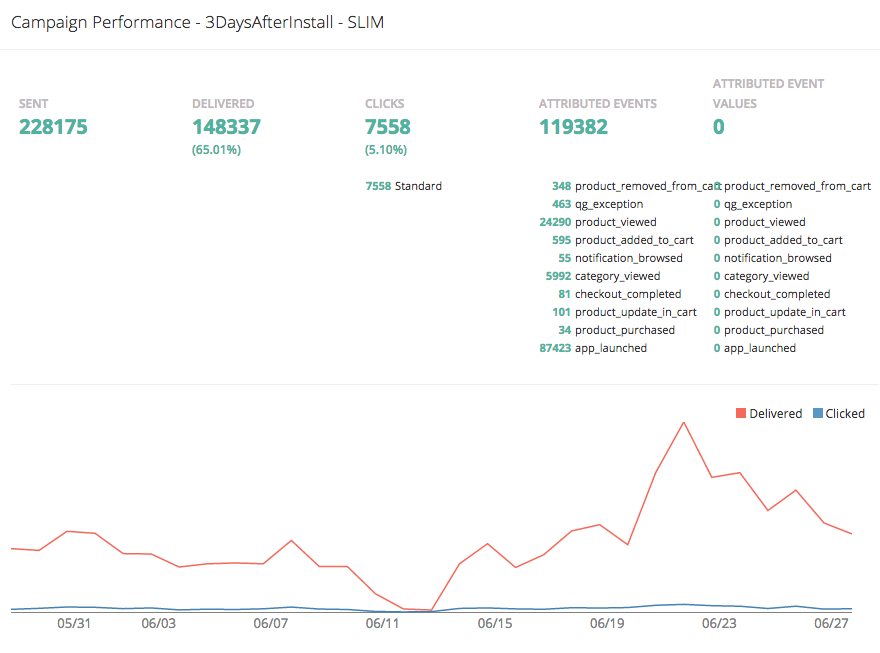 Campaign Performance - 3DaysAfterInstall - SLIM
SENT
228175
DELIVERED
148337
(65.01%)
CLICKS
7558
(5.10%)
7558 Standard
ATTRIBUTED EVENTS
119382
348 product_removed_from_cart
463 qg_exception
24290 product_viewed
595 product_added_to_cart
55 notification_browsed
5992 category_viewed
81 checkout_completed
101 product_update_in_cart
34 product_purchased
87423 app_launched
ATTRIBUTED EVENT
VALUES
0
0 product_removed_from_cart
0 qg_exception
0 product_viewed
0 product_added_to_cart
0 notification_browsed
0 category_viewed
0 checkout_completed
0 product_update_in_cart
0 product_purchased
0 app_launched
Delivered Clicked
05/31 06/03 06/07 06/11 06/15 06/19 06/23 06/27